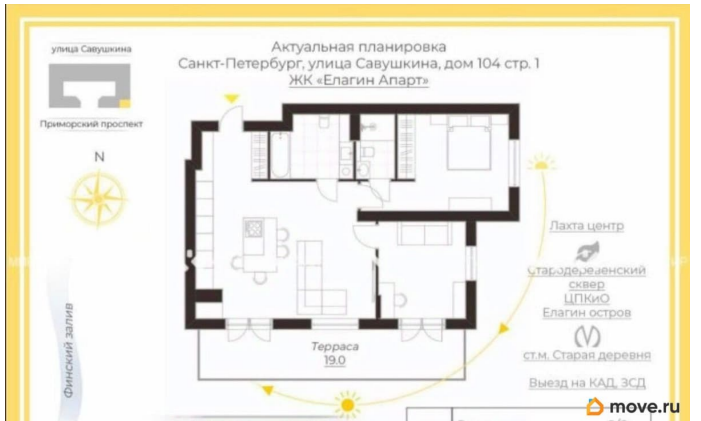 улица Савушкина
Приморский проспект
Актуальная планировка
Санкт-Петербург, улица Савушкина, дом 104 стр. 1
ЖК «Елагин Апарт»
N
Финский залив
Терраса
19.0
Лахта центр
Стародеревенский
сквер
ЦПКиО
Елагин остров
ст.м. Старая деревня
Выезд на КАД, ЗСД
move.ru